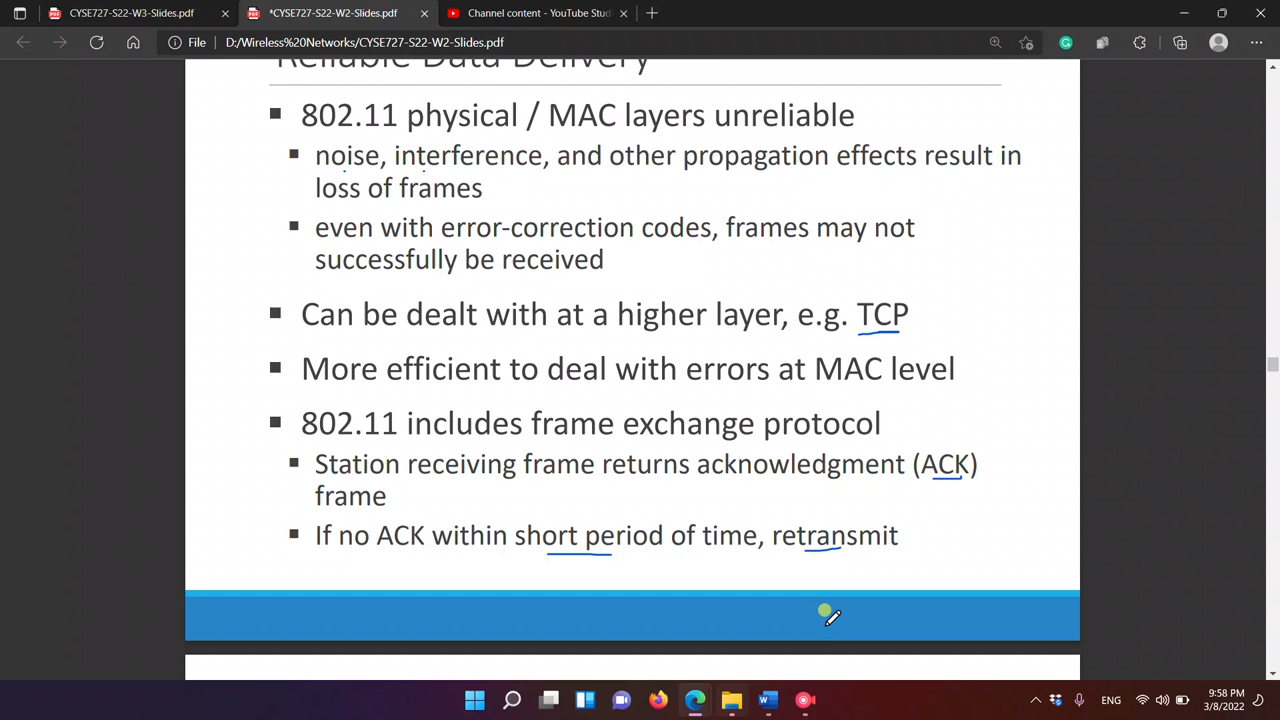 CYSE727-S22-W3-Slides.pdf
*CYSE727-S22-W2-Slides.pdf
Channel content - YouTube Stud
File
D:/Wireless%20Networks/CYSE727-S22-W2-Slides.pdf
Reliable Data Delivery
802.11 physical / MAC layers unreliable
noise, interference, and other propagation effects result in
loss of frames
even with error-correction codes, frames may not
successfully be received
Can be dealt with at a higher layer, e.g. TCP
More efficient to deal with errors at MAC level
802.11 includes frame exchange protocol
Station receiving frame returns acknowledgment (ACK)
frame
If no ACK within short period of time, retransmit
ENG
9:58 PM
3/8/2022